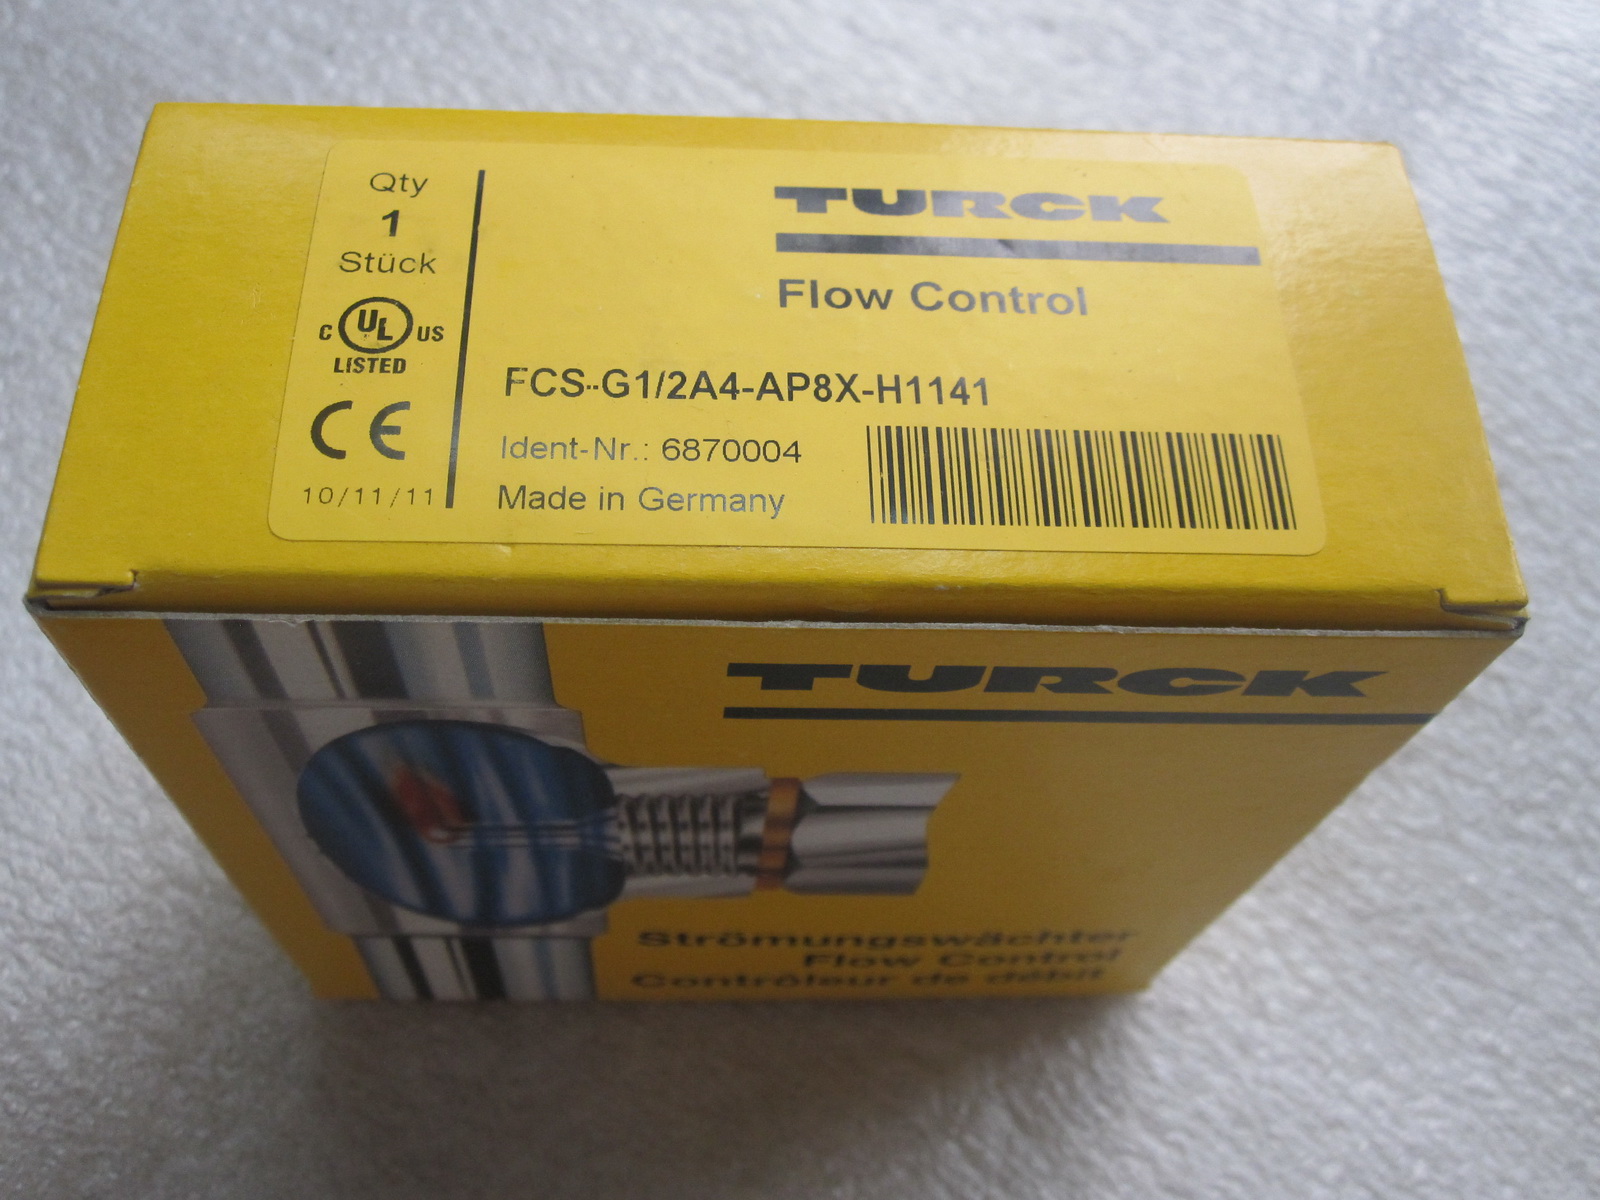 Qty
1
Stück
C UL US
LISTED
CE
10/11/11
TURCK
Flow Control
FCS-G1/2A4-AP8X-H1141
Ident-Nr.: 6870004
Made in Germany
TURCK
Strömungswächter
Flow Control
Contrôleur de débit